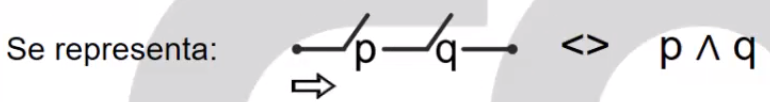 Se representa: p q <> p ∧ q